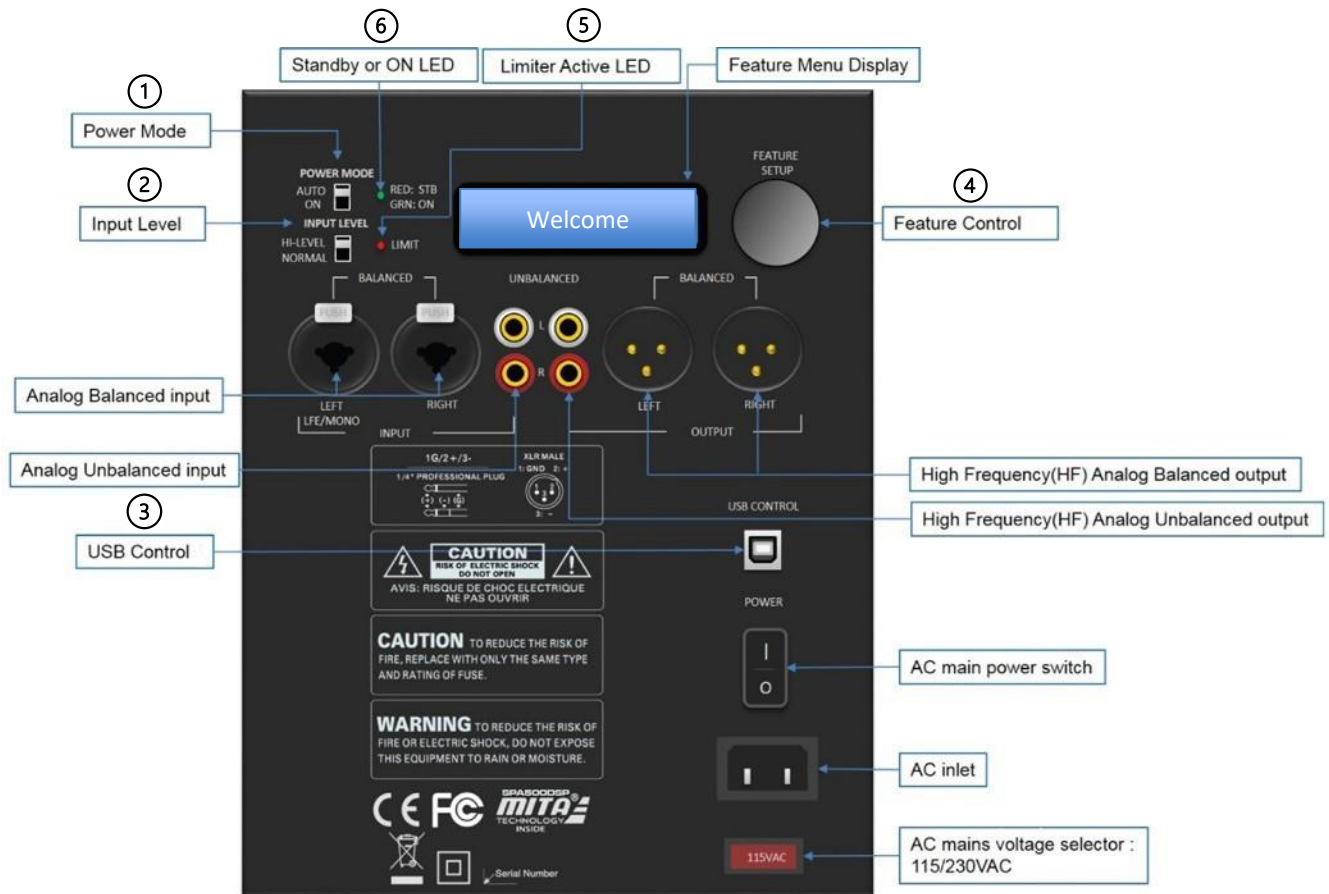 ⑥
⑤
Standby or ON LED
Limiter Active LED
Feature Menu Display
①
Power Mode
POWER MODE
AUTO
ON
RED: STB
GRN: ON
FEATURE
SETUP
②
Input Level
INPUT LEVEL
HI-LEVEL
NORMAL
LIMIT
Welcome
④
Feature Control
BALANCED
UNBALANCED
BALANCED
PUSH
PUSH
L
R
Analog Balanced input
LEFT
RIGHT
LEFT
RIGHT
LFE/MONO
INPUT
OUTPUT
Analog Unbalanced input
1G/2+/3-
1/4" PROFESSIONAL PLUG
(+) (-) (G)
XLR MALE
1: GND 2: +
1 2
3
3: -
High Frequency(HF) Analog Balanced output
High Frequency(HF) Analog Unbalanced output
③
USB Control
USB CONTROL
CAUTION
RISK OF ELECTRIC SHOCK
DO NOT OPEN
AVIS: RISQUE DE CHOC ELECTRIQUE
NE PAS OUVRIR
POWER
CAUTION TO REDUCE THE RISK OF
FIRE, REPLACE WITH ONLY THE SAME TYPE
AND RATING OF FUSE.
I
O
AC main power switch
WARNING TO REDUCE THE RISK OF
FIRE OR ELECTRIC SHOCK, DO NOT EXPOSE
THIS EQUIPMENT TO RAIN OR MOISTURE.
AC inlet
CE FC
SPA500DSP
MITA®
TECHNOLOGY
INSIDE
Serial Number
115VAC
AC mains voltage selector :
115/230VAC